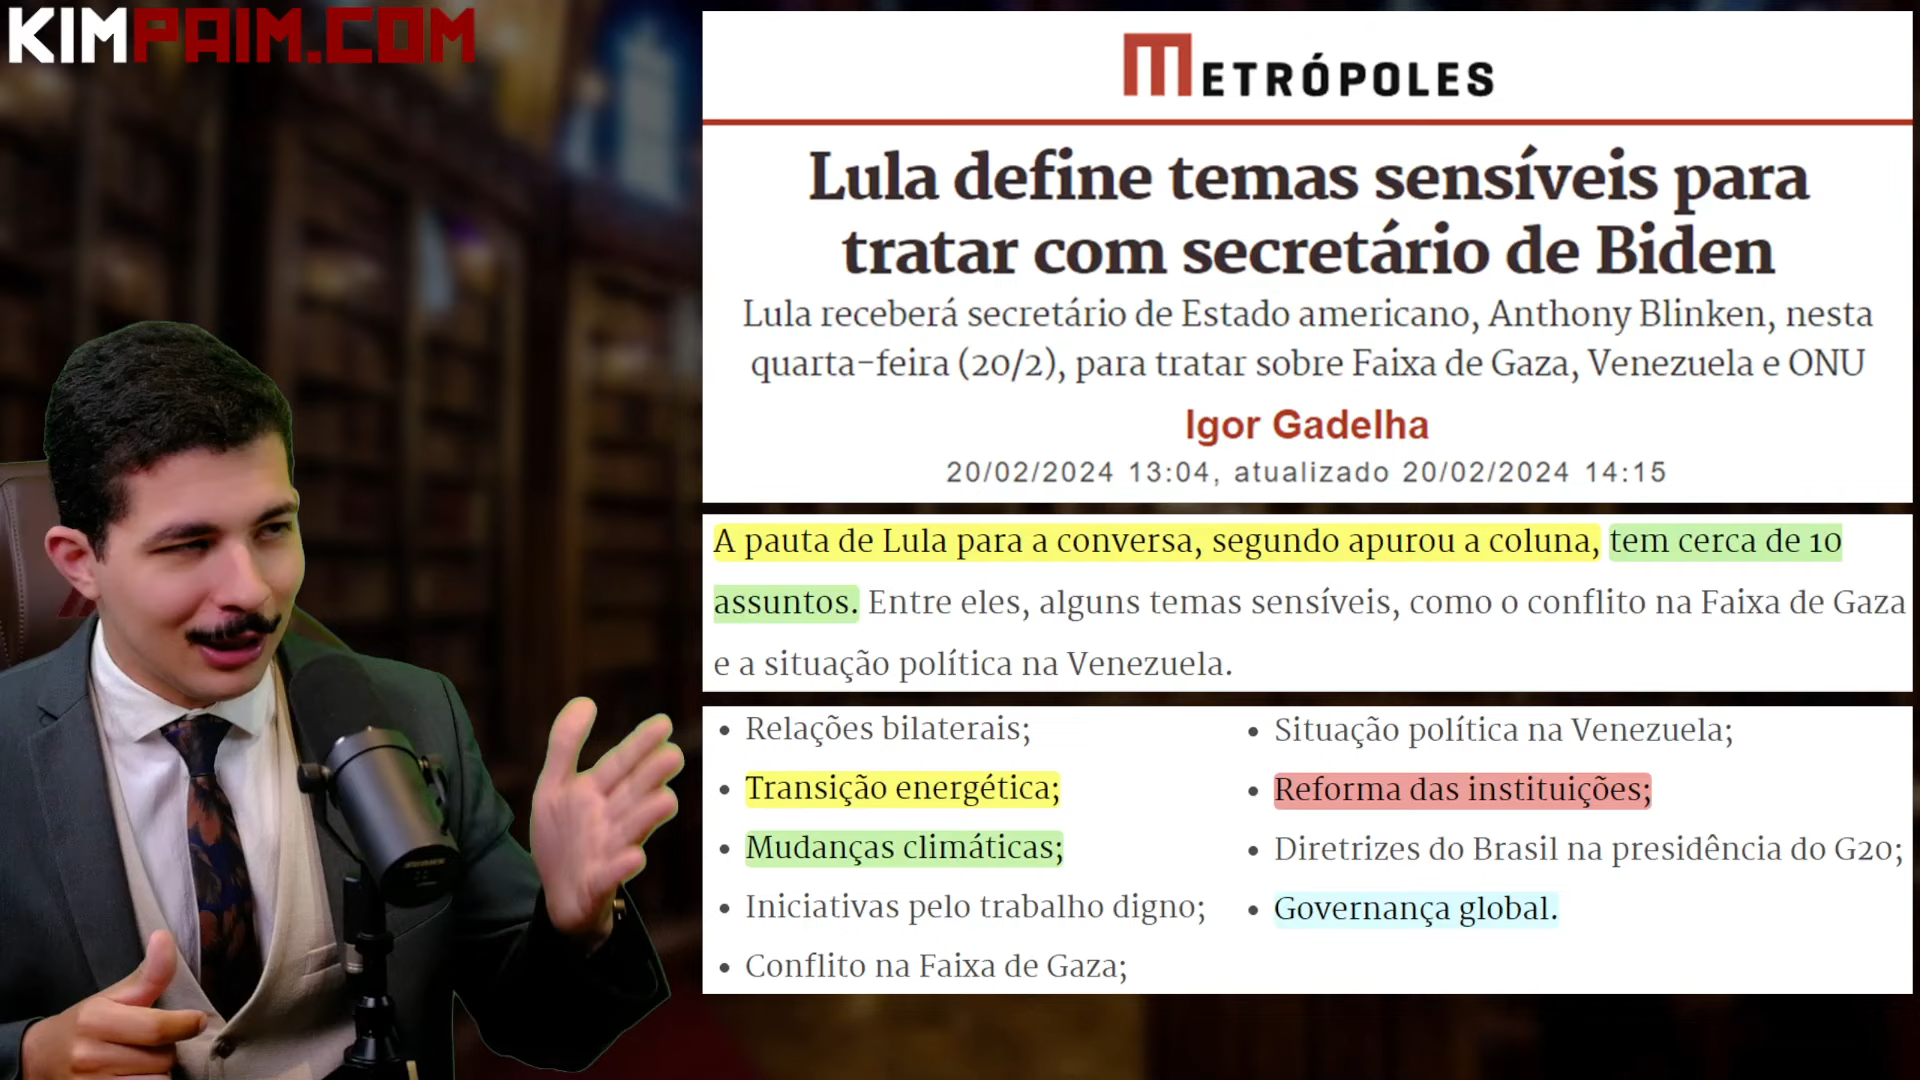 KIMPAIM.COM
METRÓPOLES
Lula define temas sensíveis para
tratar com secretário de Biden
Lula receberá secretário de Estado americano, Anthony Blinken, nesta
quarta-feira (20/2), para tratar sobre Faixa de Gaza, Venezuela e ONU
Igor Gadelha
20/02/2024 13:04, atualizado 20/02/2024 14:15
A pauta de Lula para a conversa, segundo apurou a coluna, tem cerca de 10
assuntos. Entre eles, alguns temas sensíveis, como o conflito na Faixa de Gaza
e a situação política na Venezuela.
• Relações bilaterais;
• Transição energética;
• Mudanças climáticas;
• Iniciativas pelo trabalho digno;
• Conflito na Faixa de Gaza;
• Situação política na Venezuela;
• Reforma das instituições;
• Diretrizes do Brasil na presidência do G20;
• Governança global.